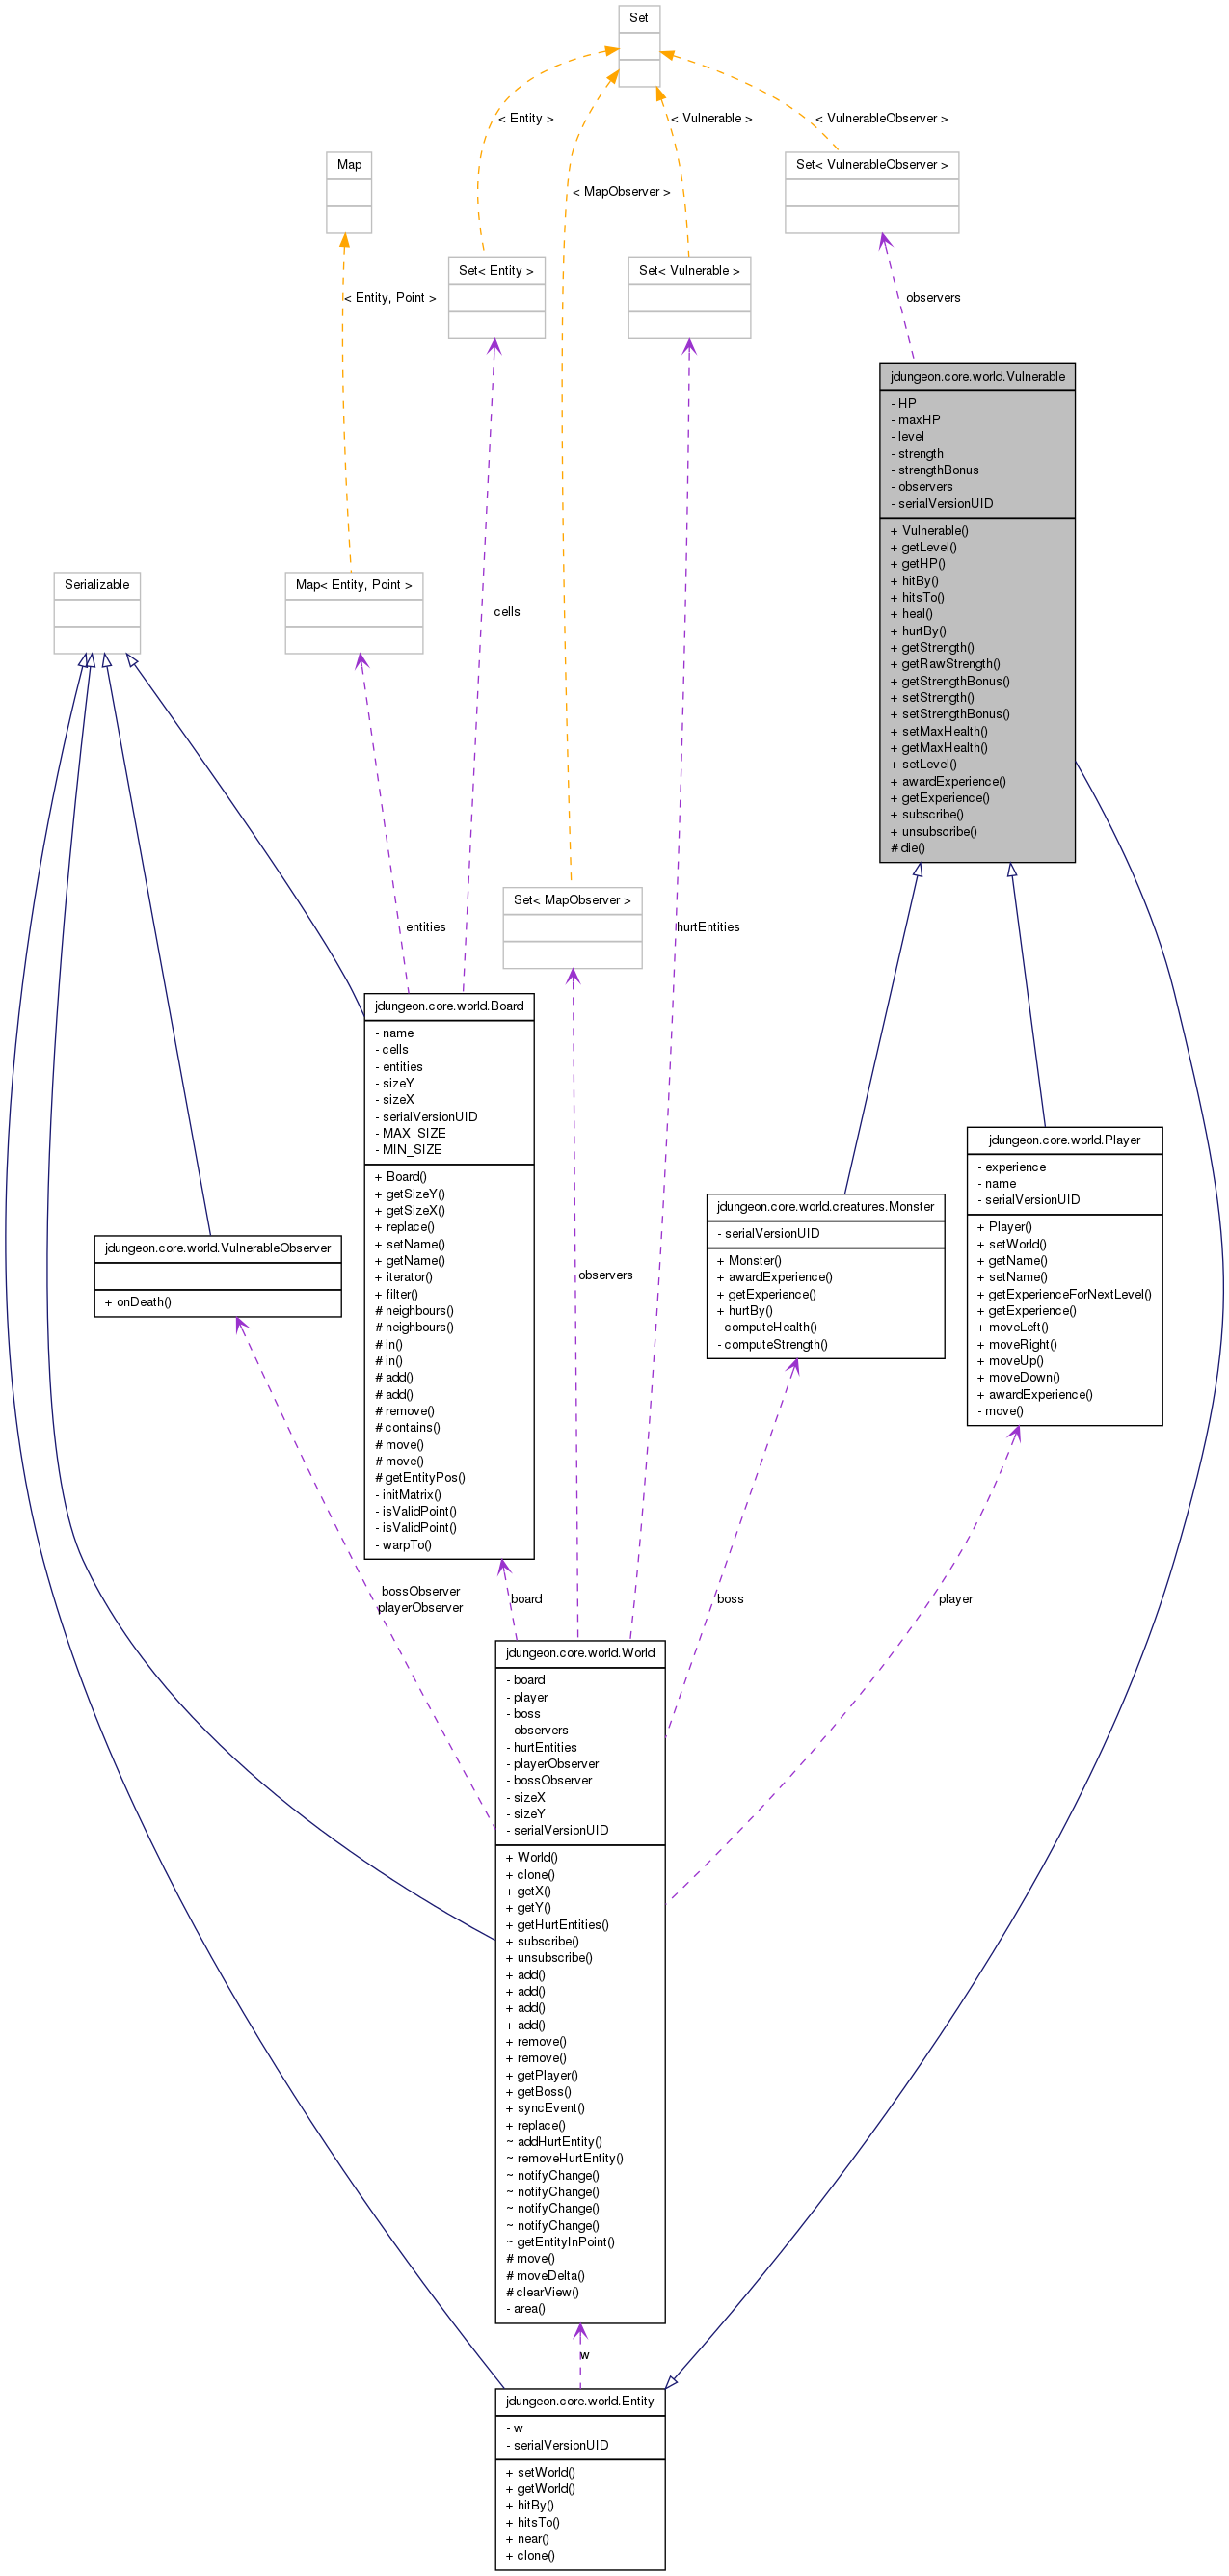 Set
< Entity >
< Vulnerable >
< VulnerableObserver >
Map
Set< VulnerableObserver >
< MapObserver >
Set< Entity >
Set< Vulnerable >
< Entity, Point >
observers
jdungeon.core.world.Vulnerable
- HP
- maxHP
- level
- strength
- strengthBonus
- observers
- serialVersionUID
+ Vulnerable()
+ getLevel()
+ getHP()
+ hitBy()
+ hitsTo()
+ heal()
+ hurtBy()
+ getStrength()
+ getRawStrength()
+ getStrengthBonus()
+ setStrength()
+ setStrengthBonus()
+ setMaxHealth()
+ getMaxHealth()
+ setLevel()
+ awardExperience()
+ getExperience()
+ subscribe()
+ unsubscribe()
# die()
Serializable
Map< Entity, Point >
cells
Set< MapObserver >
entities
hurtEntities
jdungeon.core.world.Board
- name
- cells
- entities
- sizeY
- sizeX
- serialVersionUID
- MAX_SIZE
- MIN_SIZE
+ Board()
+ getSizeY()
+ getSizeX()
+ replace()
+ setName()
+ getName()
+ iterator()
+ filter()
# neighbours()
# neighbours()
# in()
# in()
# add()
# add()
# remove()
# contains()
# move()
# move()
# getEntityPos()
- initMatrix()
- isValidPoint()
- isValidPoint()
- warpTo()
jdungeon.core.world.Player
- experience
- name
- serialVersionUID
+ Player()
+ setWorld()
+ getName()
+ setName()
+ getExperienceForNextLevel()
+ getExperience()
+ moveLeft()
+ moveRight()
+ moveUp()
+ moveDown()
+ awardExperience()
- move()
jdungeon.core.world.creatures.Monster
- serialVersionUID
+ Monster()
+ awardExperience()
+ getExperience()
+ hurtBy()
- computeHealth()
- computeStrength()
jdungeon.core.world.VulnerableObserver
+ onDeath()
observers
bossObserver
playerObserver
board
boss
player
jdungeon.core.world.World
- board
- player
- boss
- observers
- hurtEntities
- playerObserver
- bossObserver
- sizeX
- sizeY
- serialVersionUID
+ World()
+ clone()
+ getX()
+ getY()
+ getHurtEntities()
+ subscribe()
+ unsubscribe()
+ add()
+ add()
+ add()
+ add()
+ remove()
+ remove()
+ getPlayer()
+ getBoss()
+ syncEvent()
+ replace()
~ addHurtEntity()
~ removeHurtEntity()
~ notifyChange()
~ notifyChange()
~ notifyChange()
~ notifyChange()
~ getEntityInPoint()
# move()
# moveDelta()
# clearView()
- area()
w
jdungeon.core.world.Entity
- w
- serialVersionUID
+ setWorld()
+ getWorld()
+ hitBy()
+ hitsTo()
+ near()
+ clone()